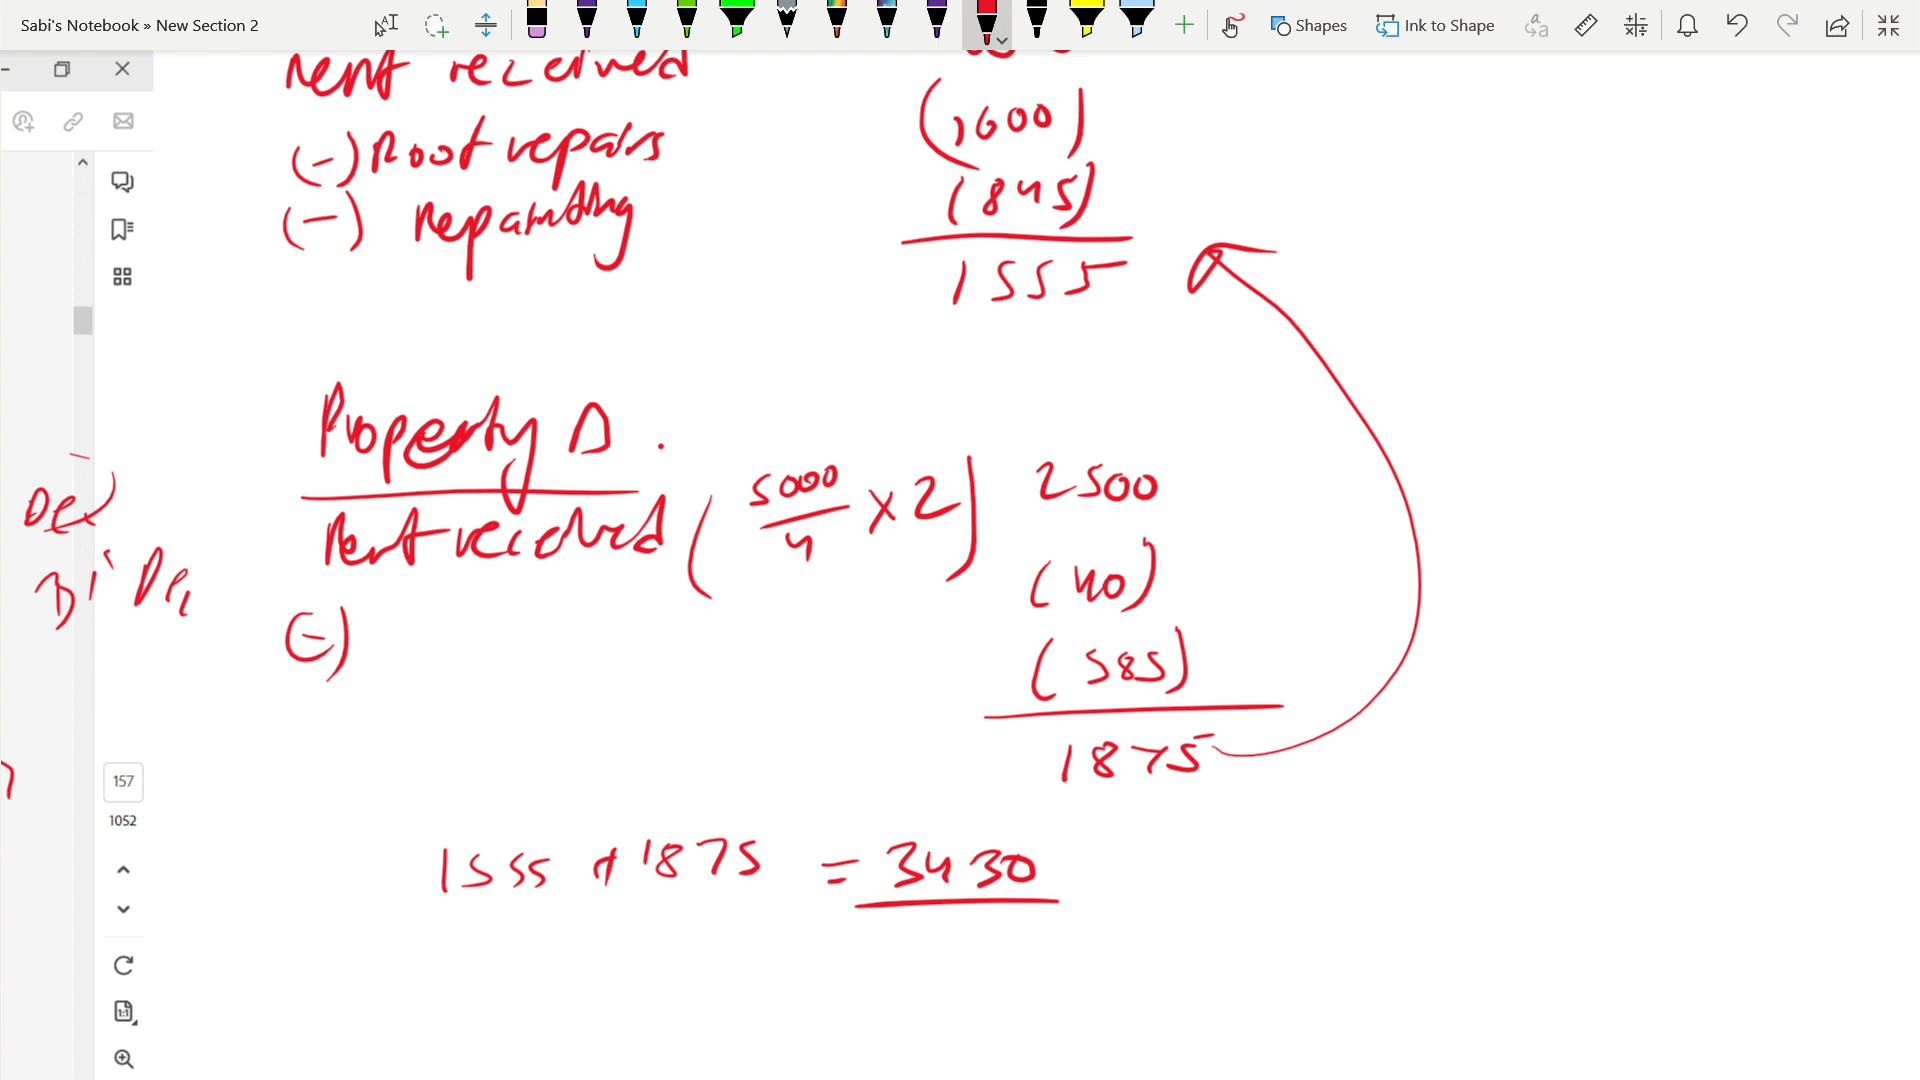 Sabi's Notebook » New Section 2
Shapes
Ink to Shape
Rent received
(-) Roof repairs (1600)
(-) Repainting (845)
1555
Property D.
Rent received (5000/4 x 2) 2500
(40)
(-) (585)
1875
157
1052
1555 + 1875 = 3430